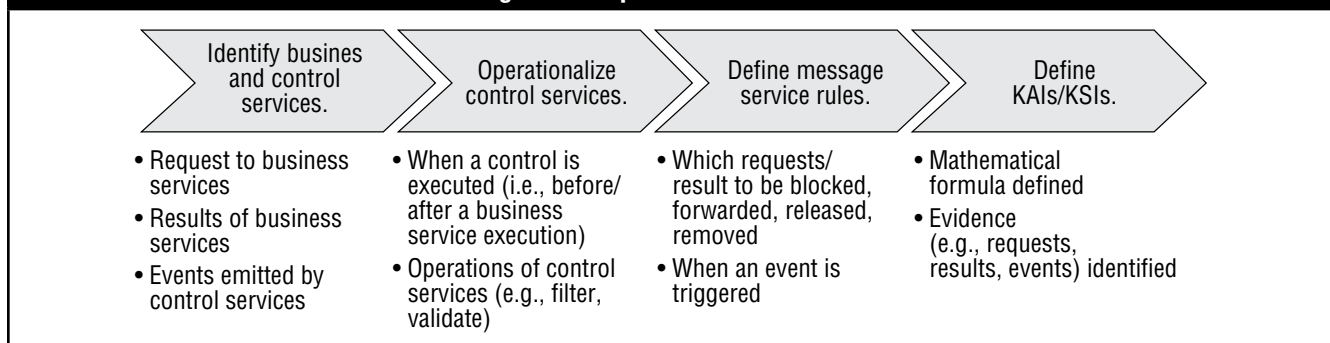 Identify busines
and control
services.
Operationalize
control services.
Define message
service rules.
Define
KAIs/KSIs.
• Request to business
services
• Results of business
services
• Events emitted by
control services
• When a control is
executed (i.e., before/
after a business
service execution)
• Operations of control
services (e.g., filter,
validate)
• Which requests/
result to be blocked,
forwarded, released,
removed
• When an event is
triggered
• Mathematical
formula defined
• Evidence
(e.g., requests,
results, events) identified